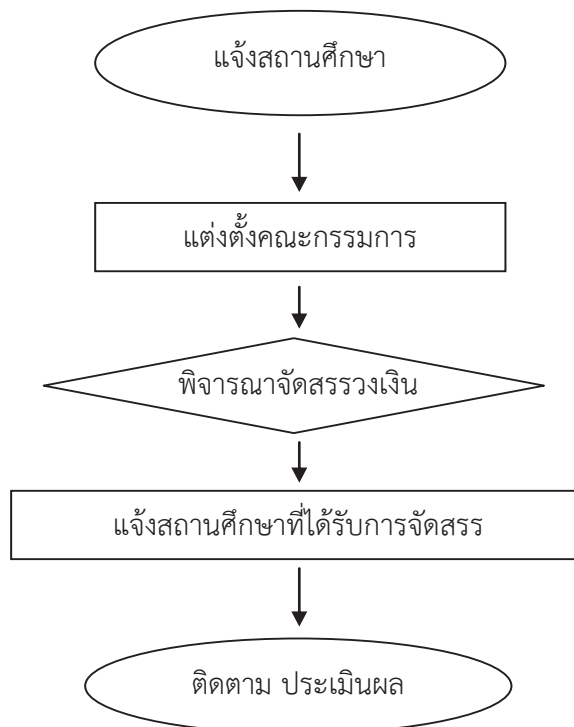 แจ้งสถานศึกษา
แต่งตั้งคณะกรรมการ
พิจารณาจัดสรรวงเงิน
แจ้งสถานศึกษาที่ได้รับการจัดสรร
ติดตาม ประเมินผล